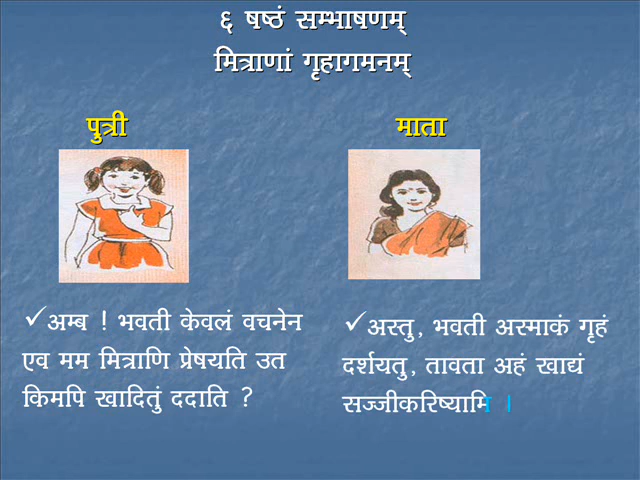 ६ षष्ठं सम्भाषणम्
मित्राणां गृहागमनम्
पुत्री
माता
अम्ब ! भवती केवलं वचनेन
एव मम मित्राणि प्रेषयति उत
किमपि खादितुं ददाति ?
अस्तु, भवती अस्माकं गृहं
दर्शयतु, तावता अहं खाद्यं
सज्जीकरिष्यामि ।